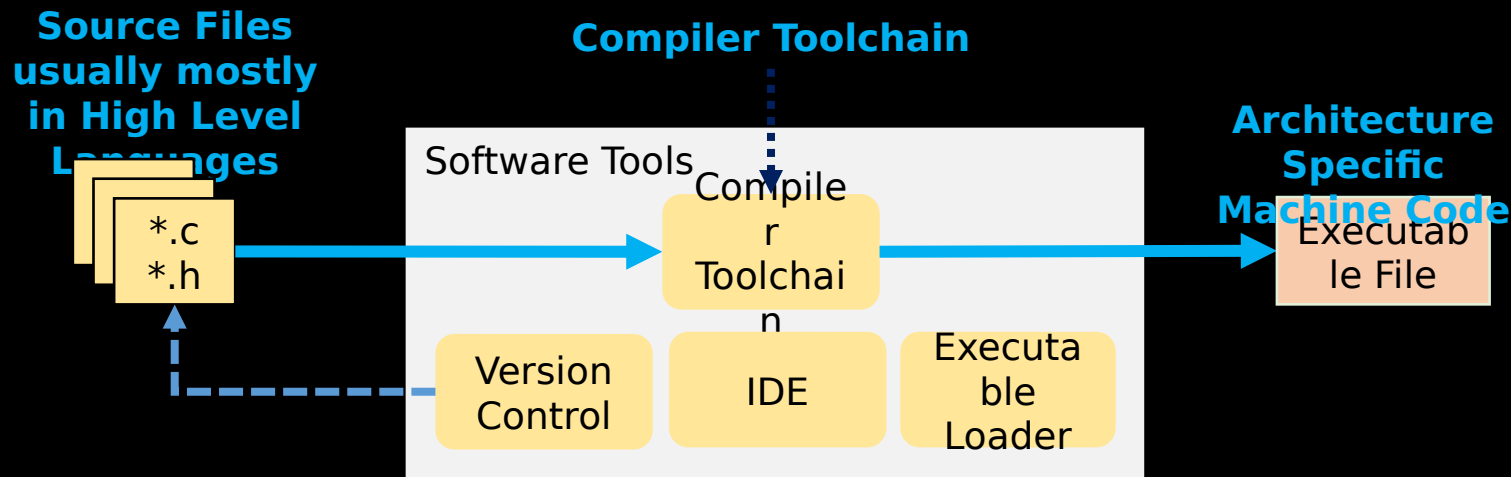 Source Files
usually mostly
in High Level
Languages
Compiler Toolchain
Architecture
Specific
Machine Code
Software Tools
*.c
*.h
Compile
r
Toolchai
n
Executab
le File
Version
Control
IDE
Executa
ble
Loader